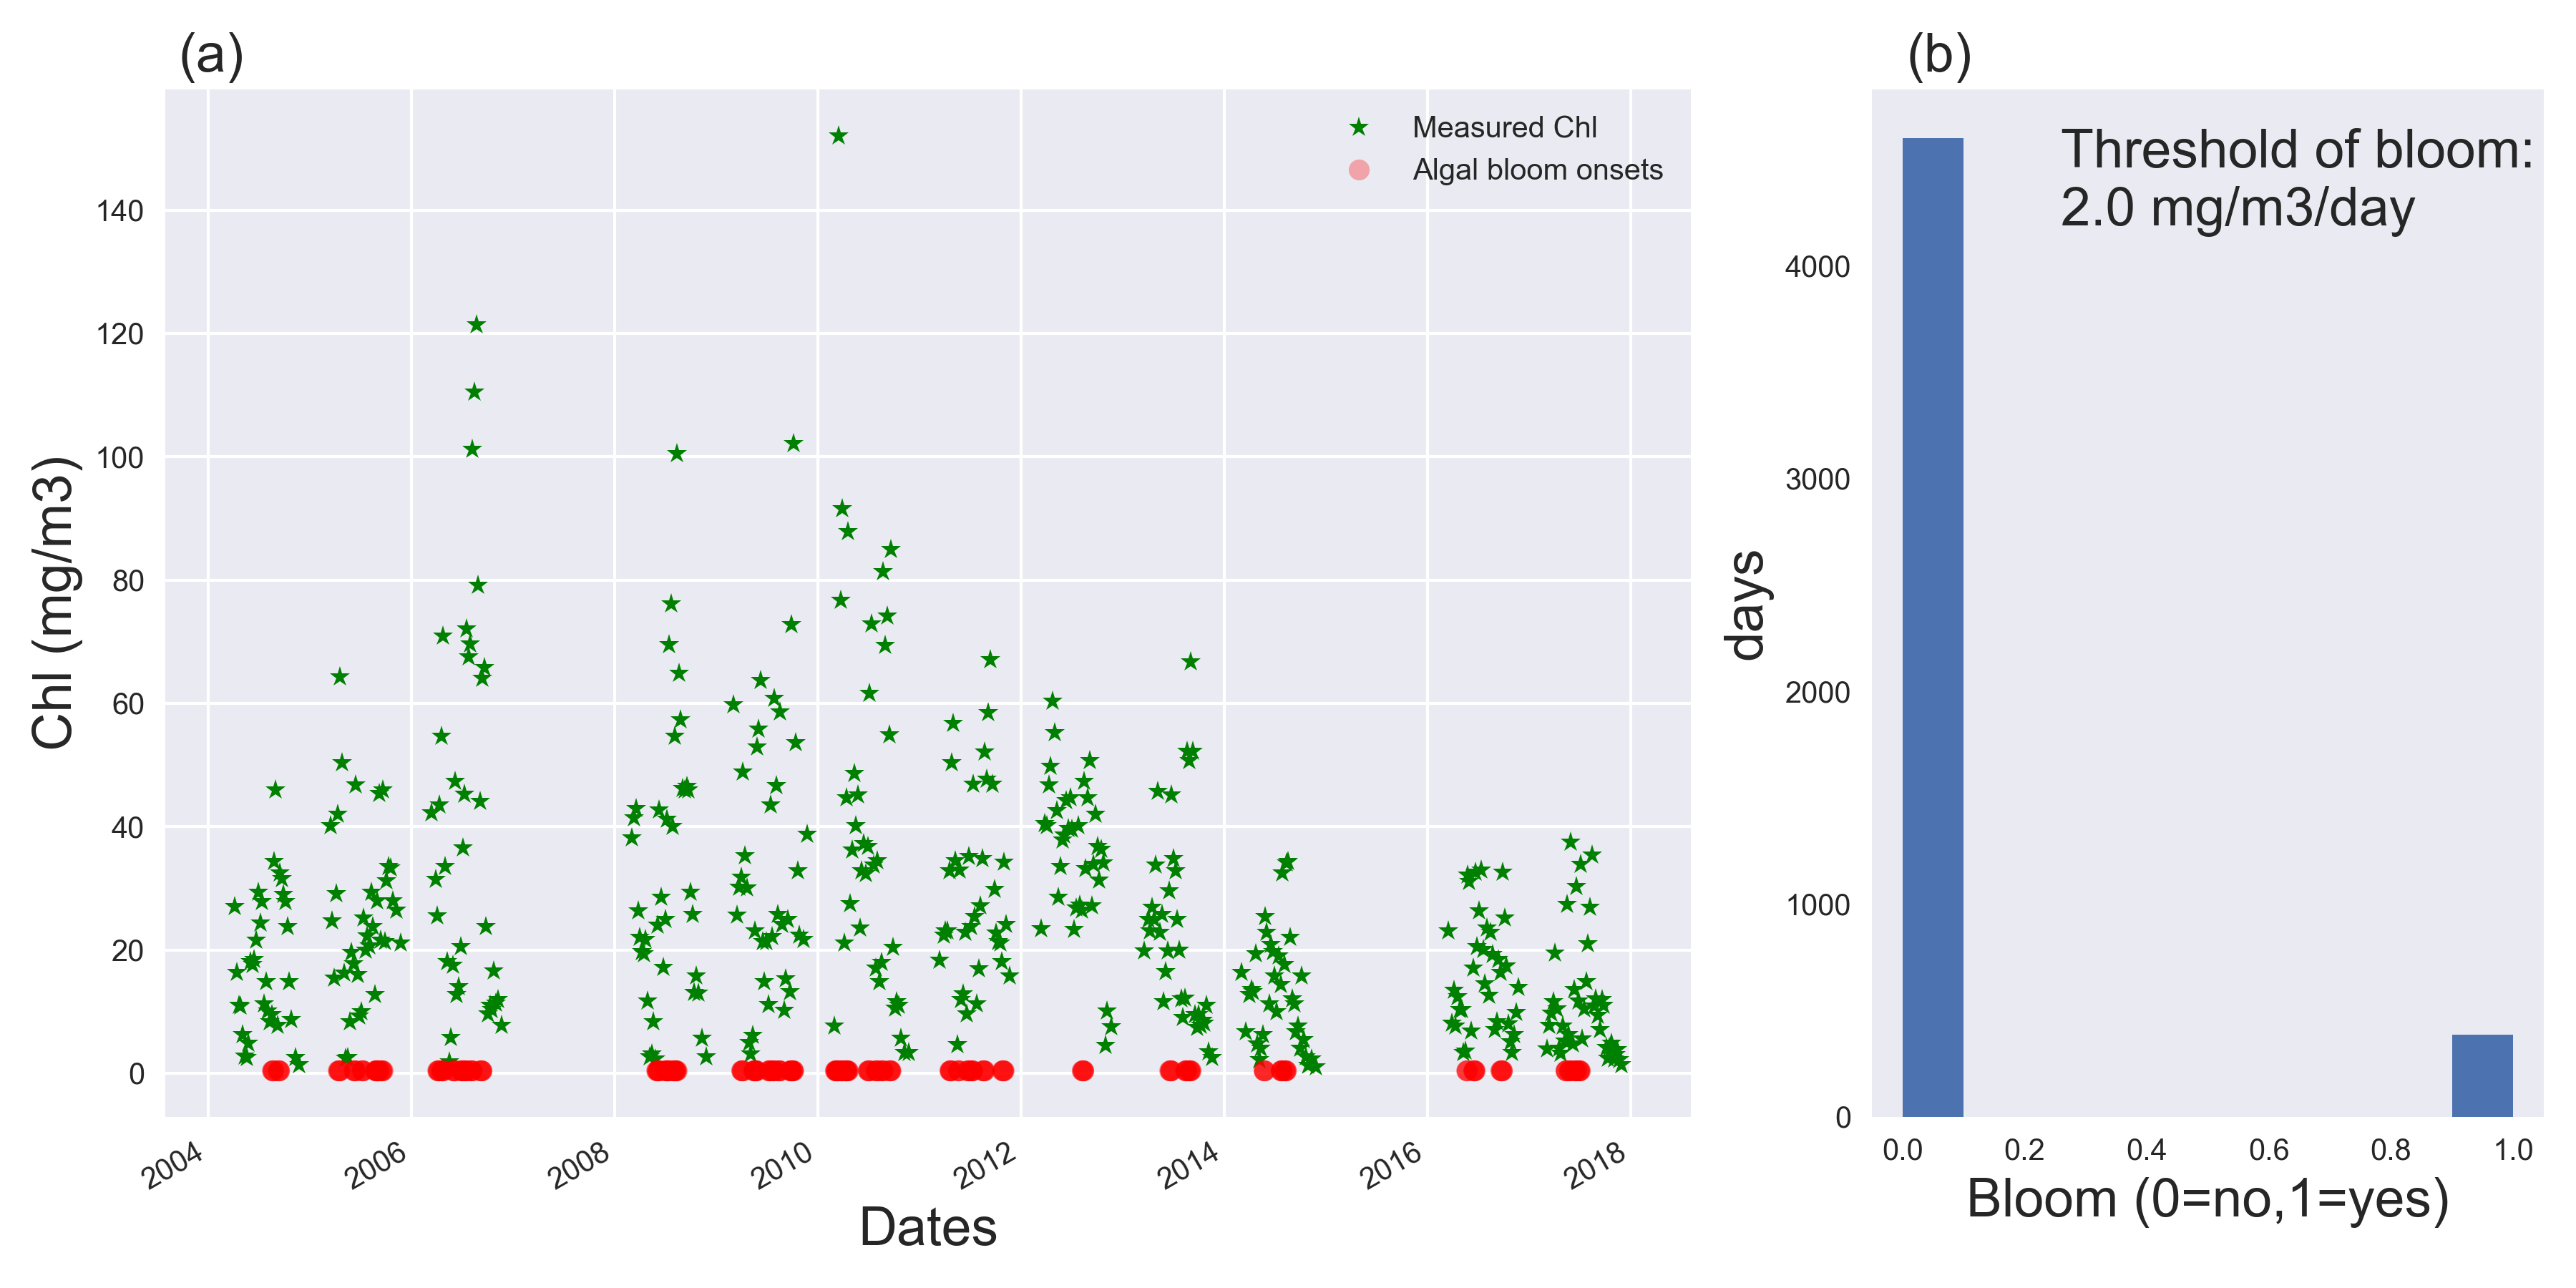 (a)
Measured Chl
Algal bloom onsets
140
120
100
80
60
40
20
0
Chl (mg/m3)
2004
2006
2008
2010
2012
2014
2016
2018
Dates
(b)
Threshold of bloom:
2.0 mg/m3/day
4000
3000
2000
1000
0
days
0.0
0.2
0.4
0.6
0.8
1.0
Bloom (0=no,1=yes)